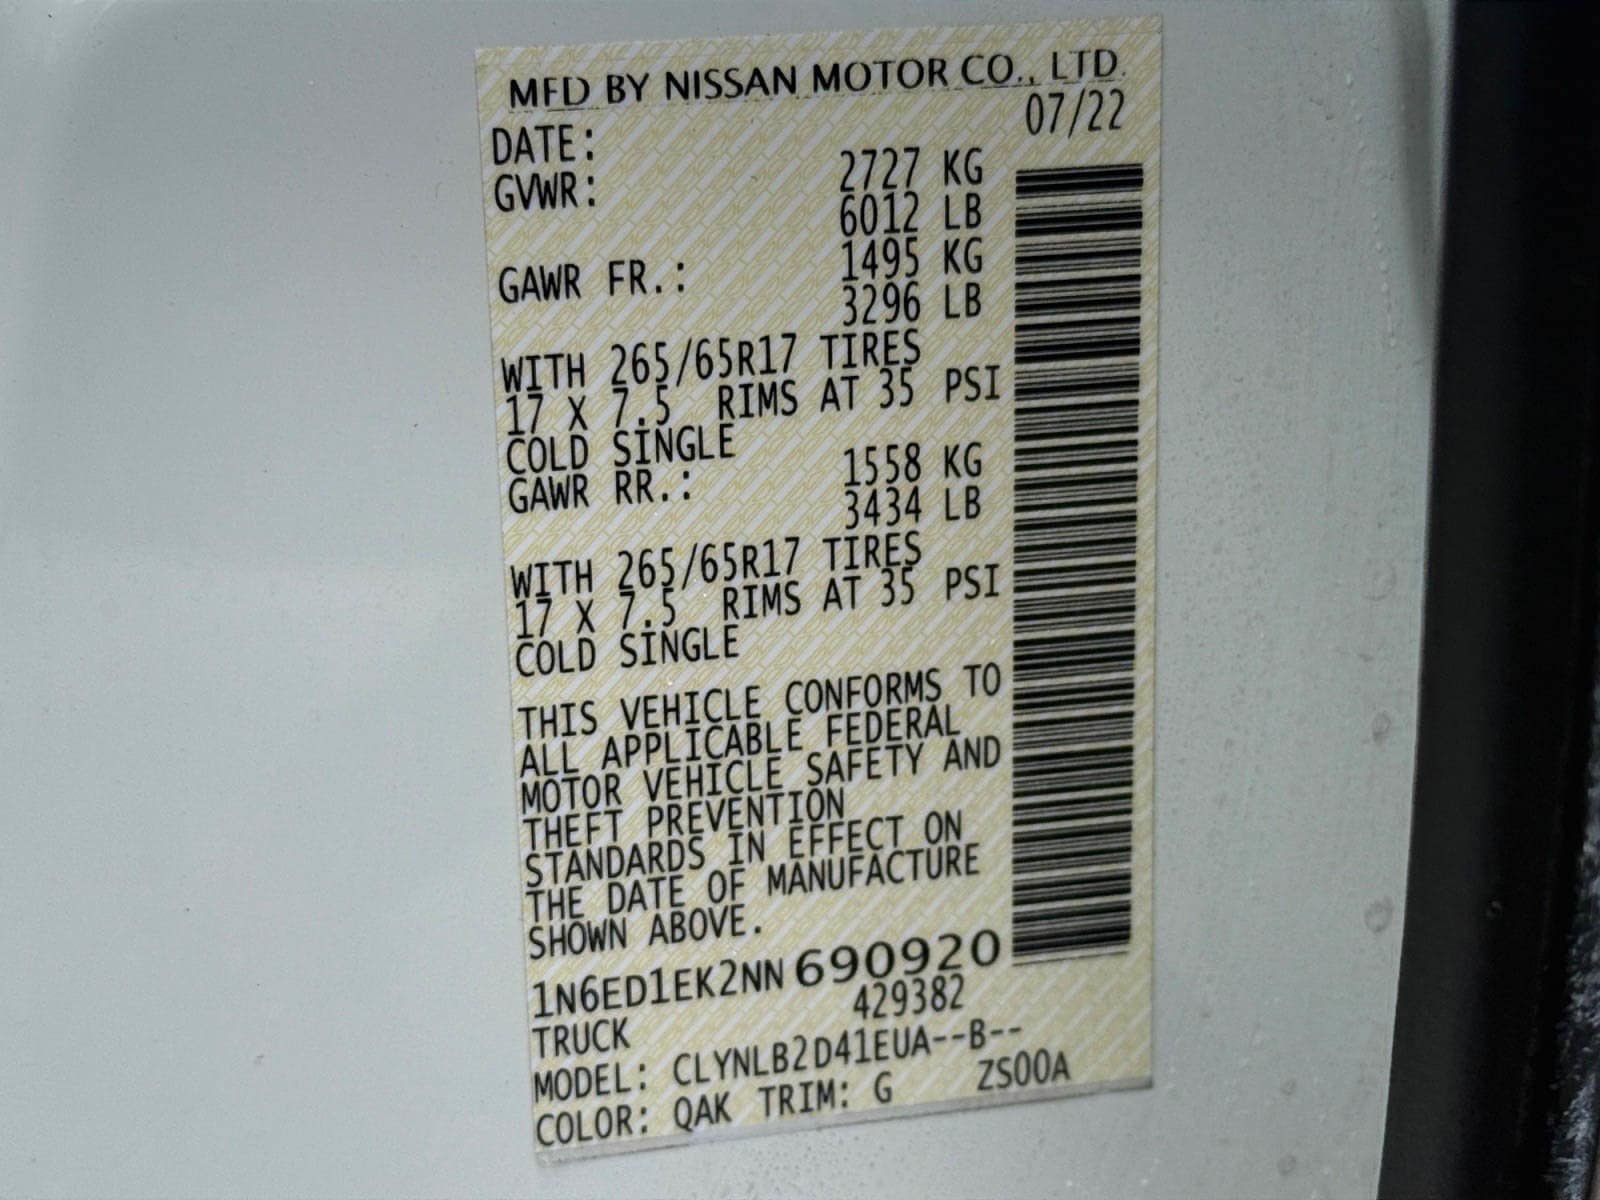 MFD BY NISSAN MOTOR CO., LTD.
DATE: 07/22
GVWR: 2727 KG
6012 LB
GAWR FR.: 1495 KG
3296 LB
WITH 265/65R17 TIRES
17 X 7.5 RIMS AT 35 PSI
COLD SINGLE
GAWR RR.: 1558 KG
3434 LB
WITH 265/65R17 TIRES
17 X 7.5 RIMS AT 35 PSI
COLD SINGLE
THIS VEHICLE CONFORMS TO
ALL APPLICABLE FEDERAL
MOTOR VEHICLE SAFETY AND
THEFT PREVENTION
STANDARDS IN EFFECT ON
THE DATE OF MANUFACTURE
SHOWN ABOVE.
1N6ED1EK2NN690920
TRUCK 429382
MODEL: CLYNLB2D41EUA--B--
COLOR: QAK TRIM: G ZS00A